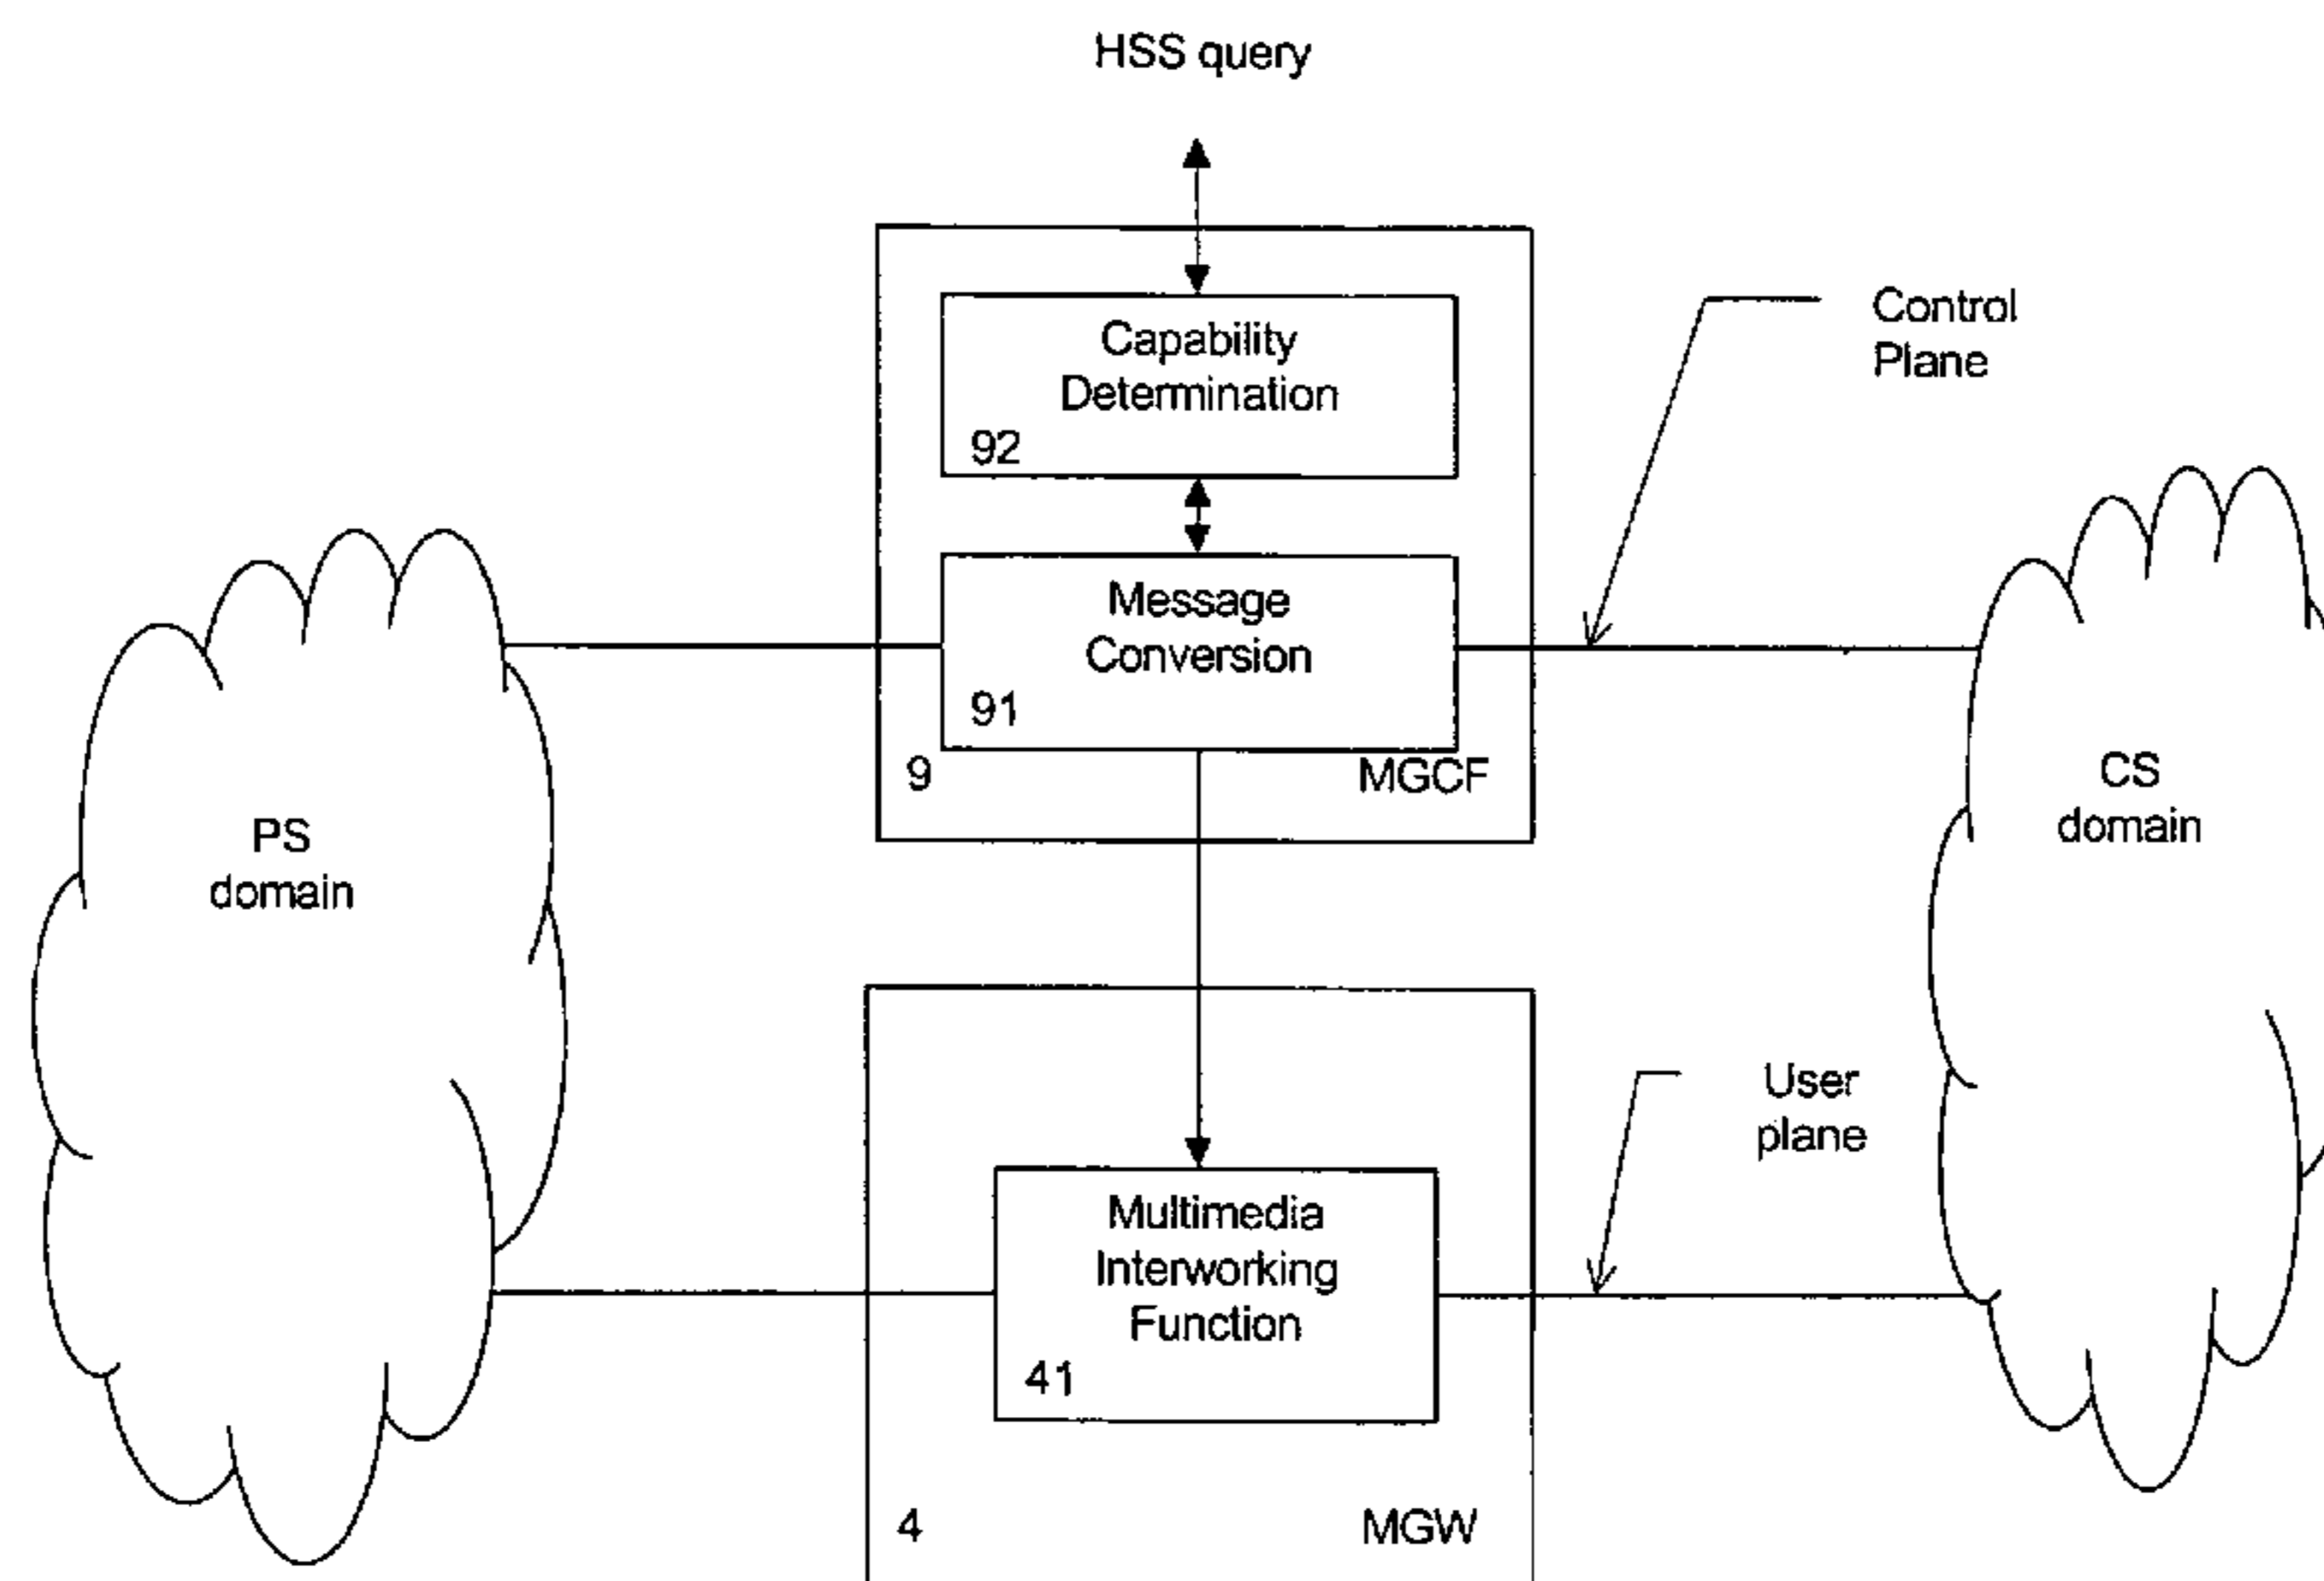 HSS query
Capability
Determination
92
Control
Plane
Message
Conversion
91
9
MGCF
PS
domain
CS
domain
User
plane
Multimedia
Interworking
Function
41
4
MGW